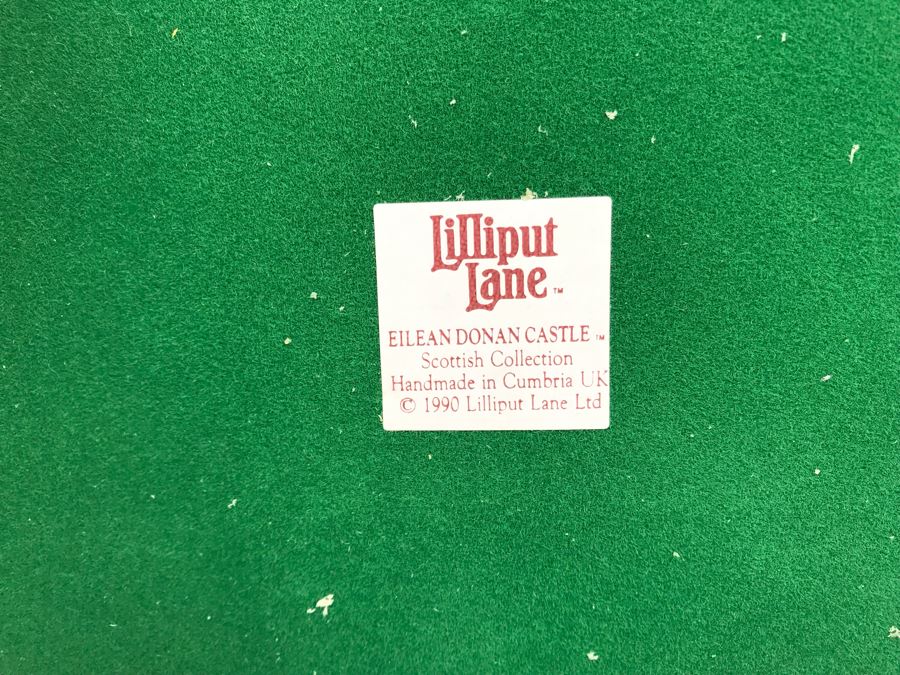 Lilliput
Lane™
EILEAN DONAN CASTLE™
Scottish Collection
Handmade in Cumbria UK
© 1990 Lilliput Lane Ltd